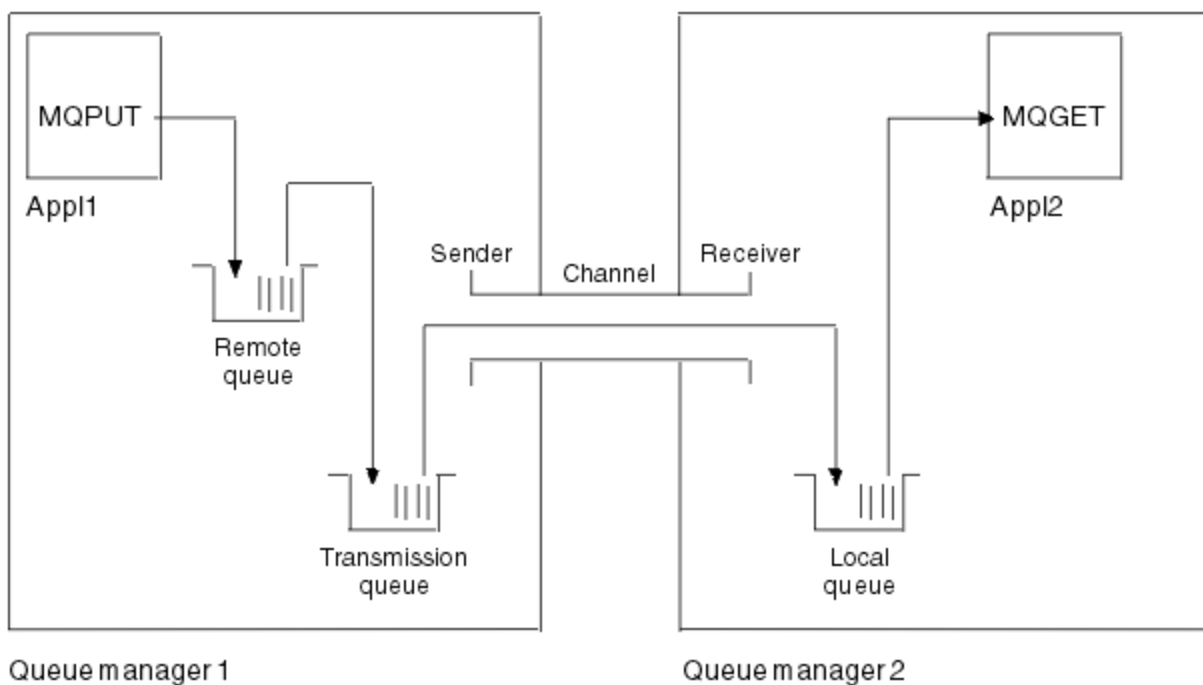 MQPUT
Appl1
MQGET
Appl2
Sender
Channel
Receiver
Remote
queue
Transmission
queue
Local
queue
Queue manager 1
Queue manager 2